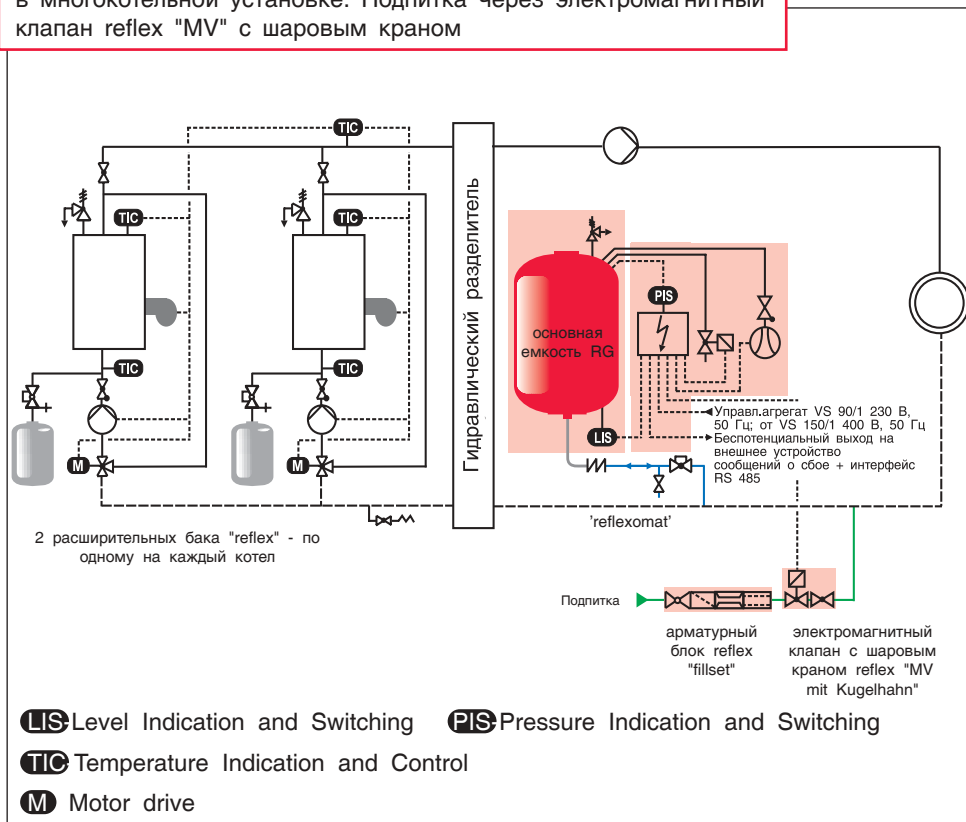 в многокотельной установке. Подпитка через электромагнитный
клапан reflex "MV" с шаровым краном
TIC
TIC
TIC
Гидравлический разделитель
PIS
основная
емкость RG
TIC
TIC
Управл.агрегат VS 90/1 230 В,
50 Гц; от VS 150/1 400 В, 50 Гц
Беспотенциальный выход на
внешнее устройство
сообщений о сбое + интерфейс
RS 485
LIS
M
M
'reflexomat'
2 расширительных бака "reflex" - по
одному на каждый котел
Подпитка
арматурный
блок reflex
"fillset"
электромагнитный
клапан с шаровым
краном reflex "MV
mit Kugelhahn"
LIS Level Indication and Switching
PIS Pressure Indication and Switching
TIC Temperature Indication and Control
M Motor drive